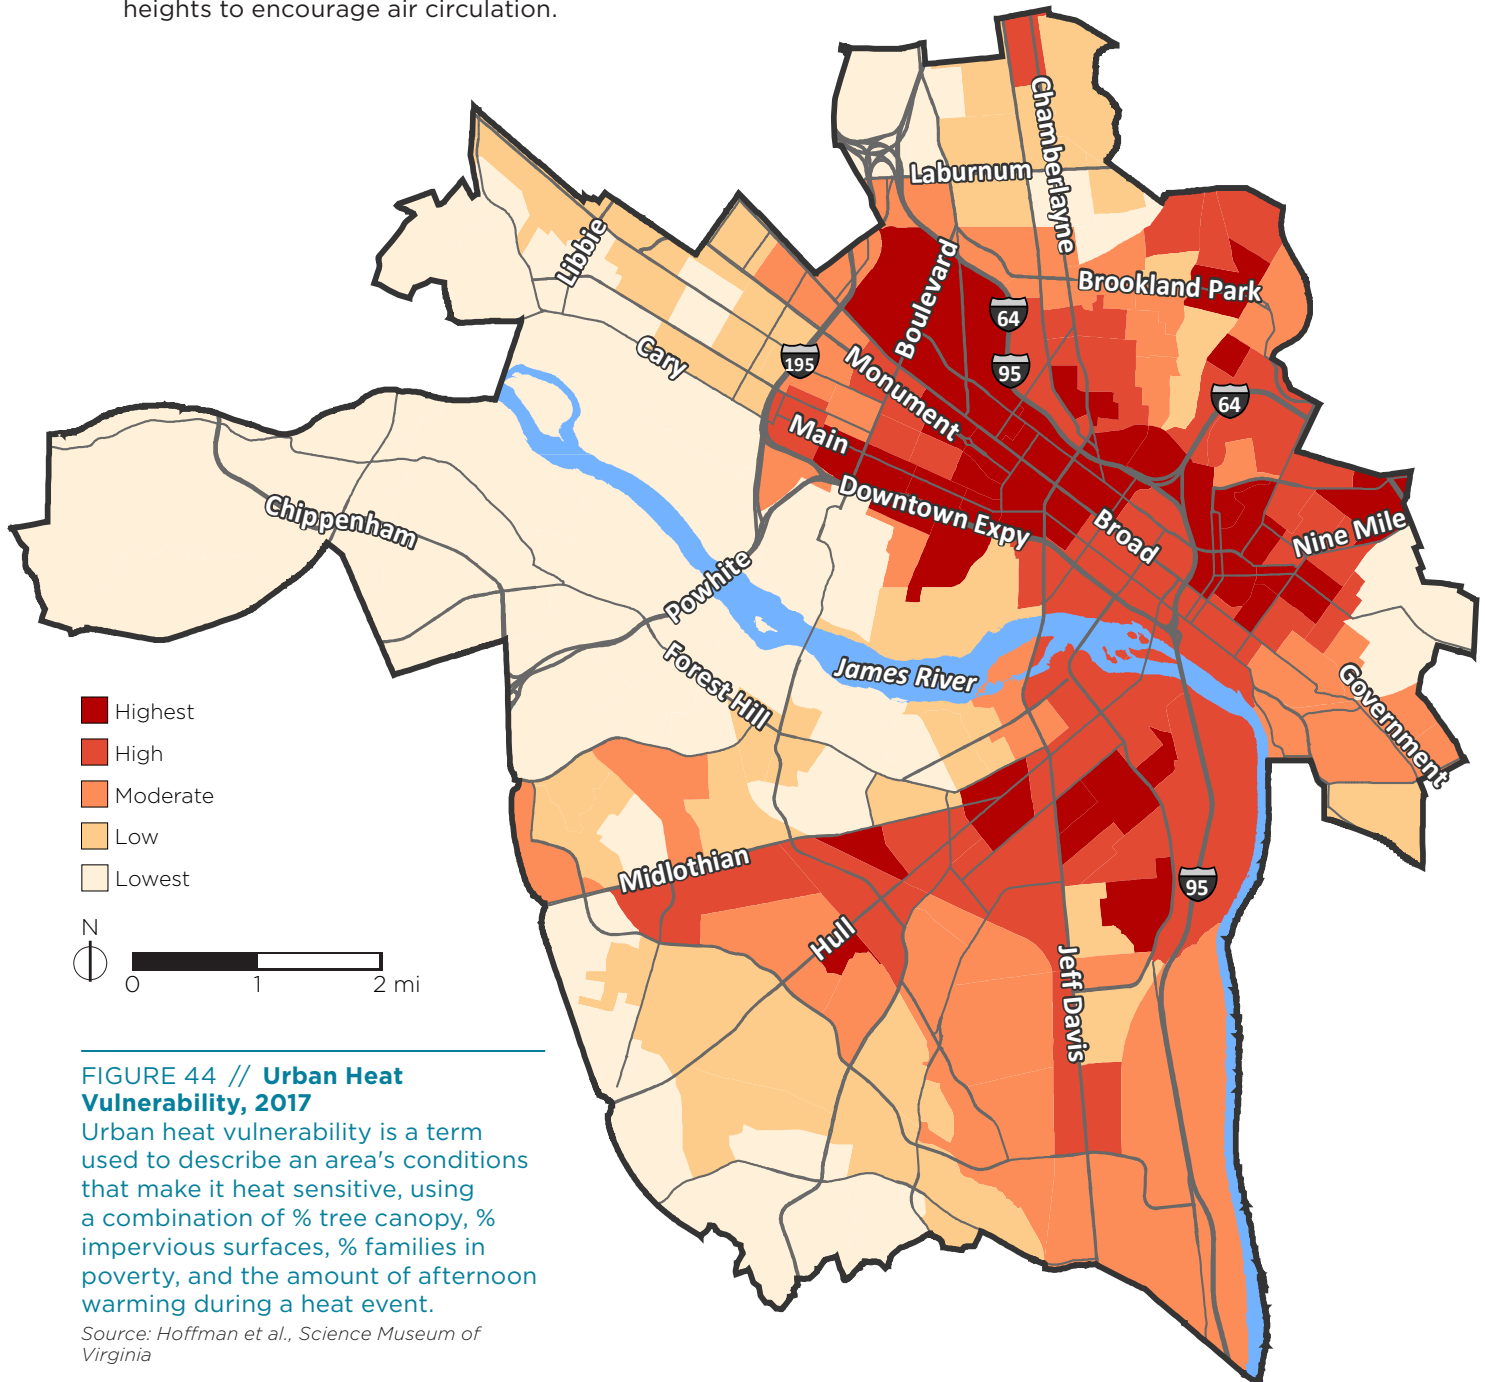 heights to encourage air circulation.
Chamberlayne
Laburnum
Libbie
Boulevard
Brookland Park
64
Cary
195
Monument
95
64
Main
Downtown Expy
Broad
Nine Mile
Chippenham
Powhite
Forest Hill
James River
Government
Highest
High
Moderate
Low
Lowest
Midlothian
95
Hull
Jeff Davis
N
0 1 2 mi
FIGURE 44 // Urban Heat
Vulnerability, 2017
Urban heat vulnerability is a term
used to describe an area's conditions
that make it heat sensitive, using
a combination of % tree canopy, %
impervious surfaces, % families in
poverty, and the amount of afternoon
warming during a heat event.
Source: Hoffman et al., Science Museum of
Virginia